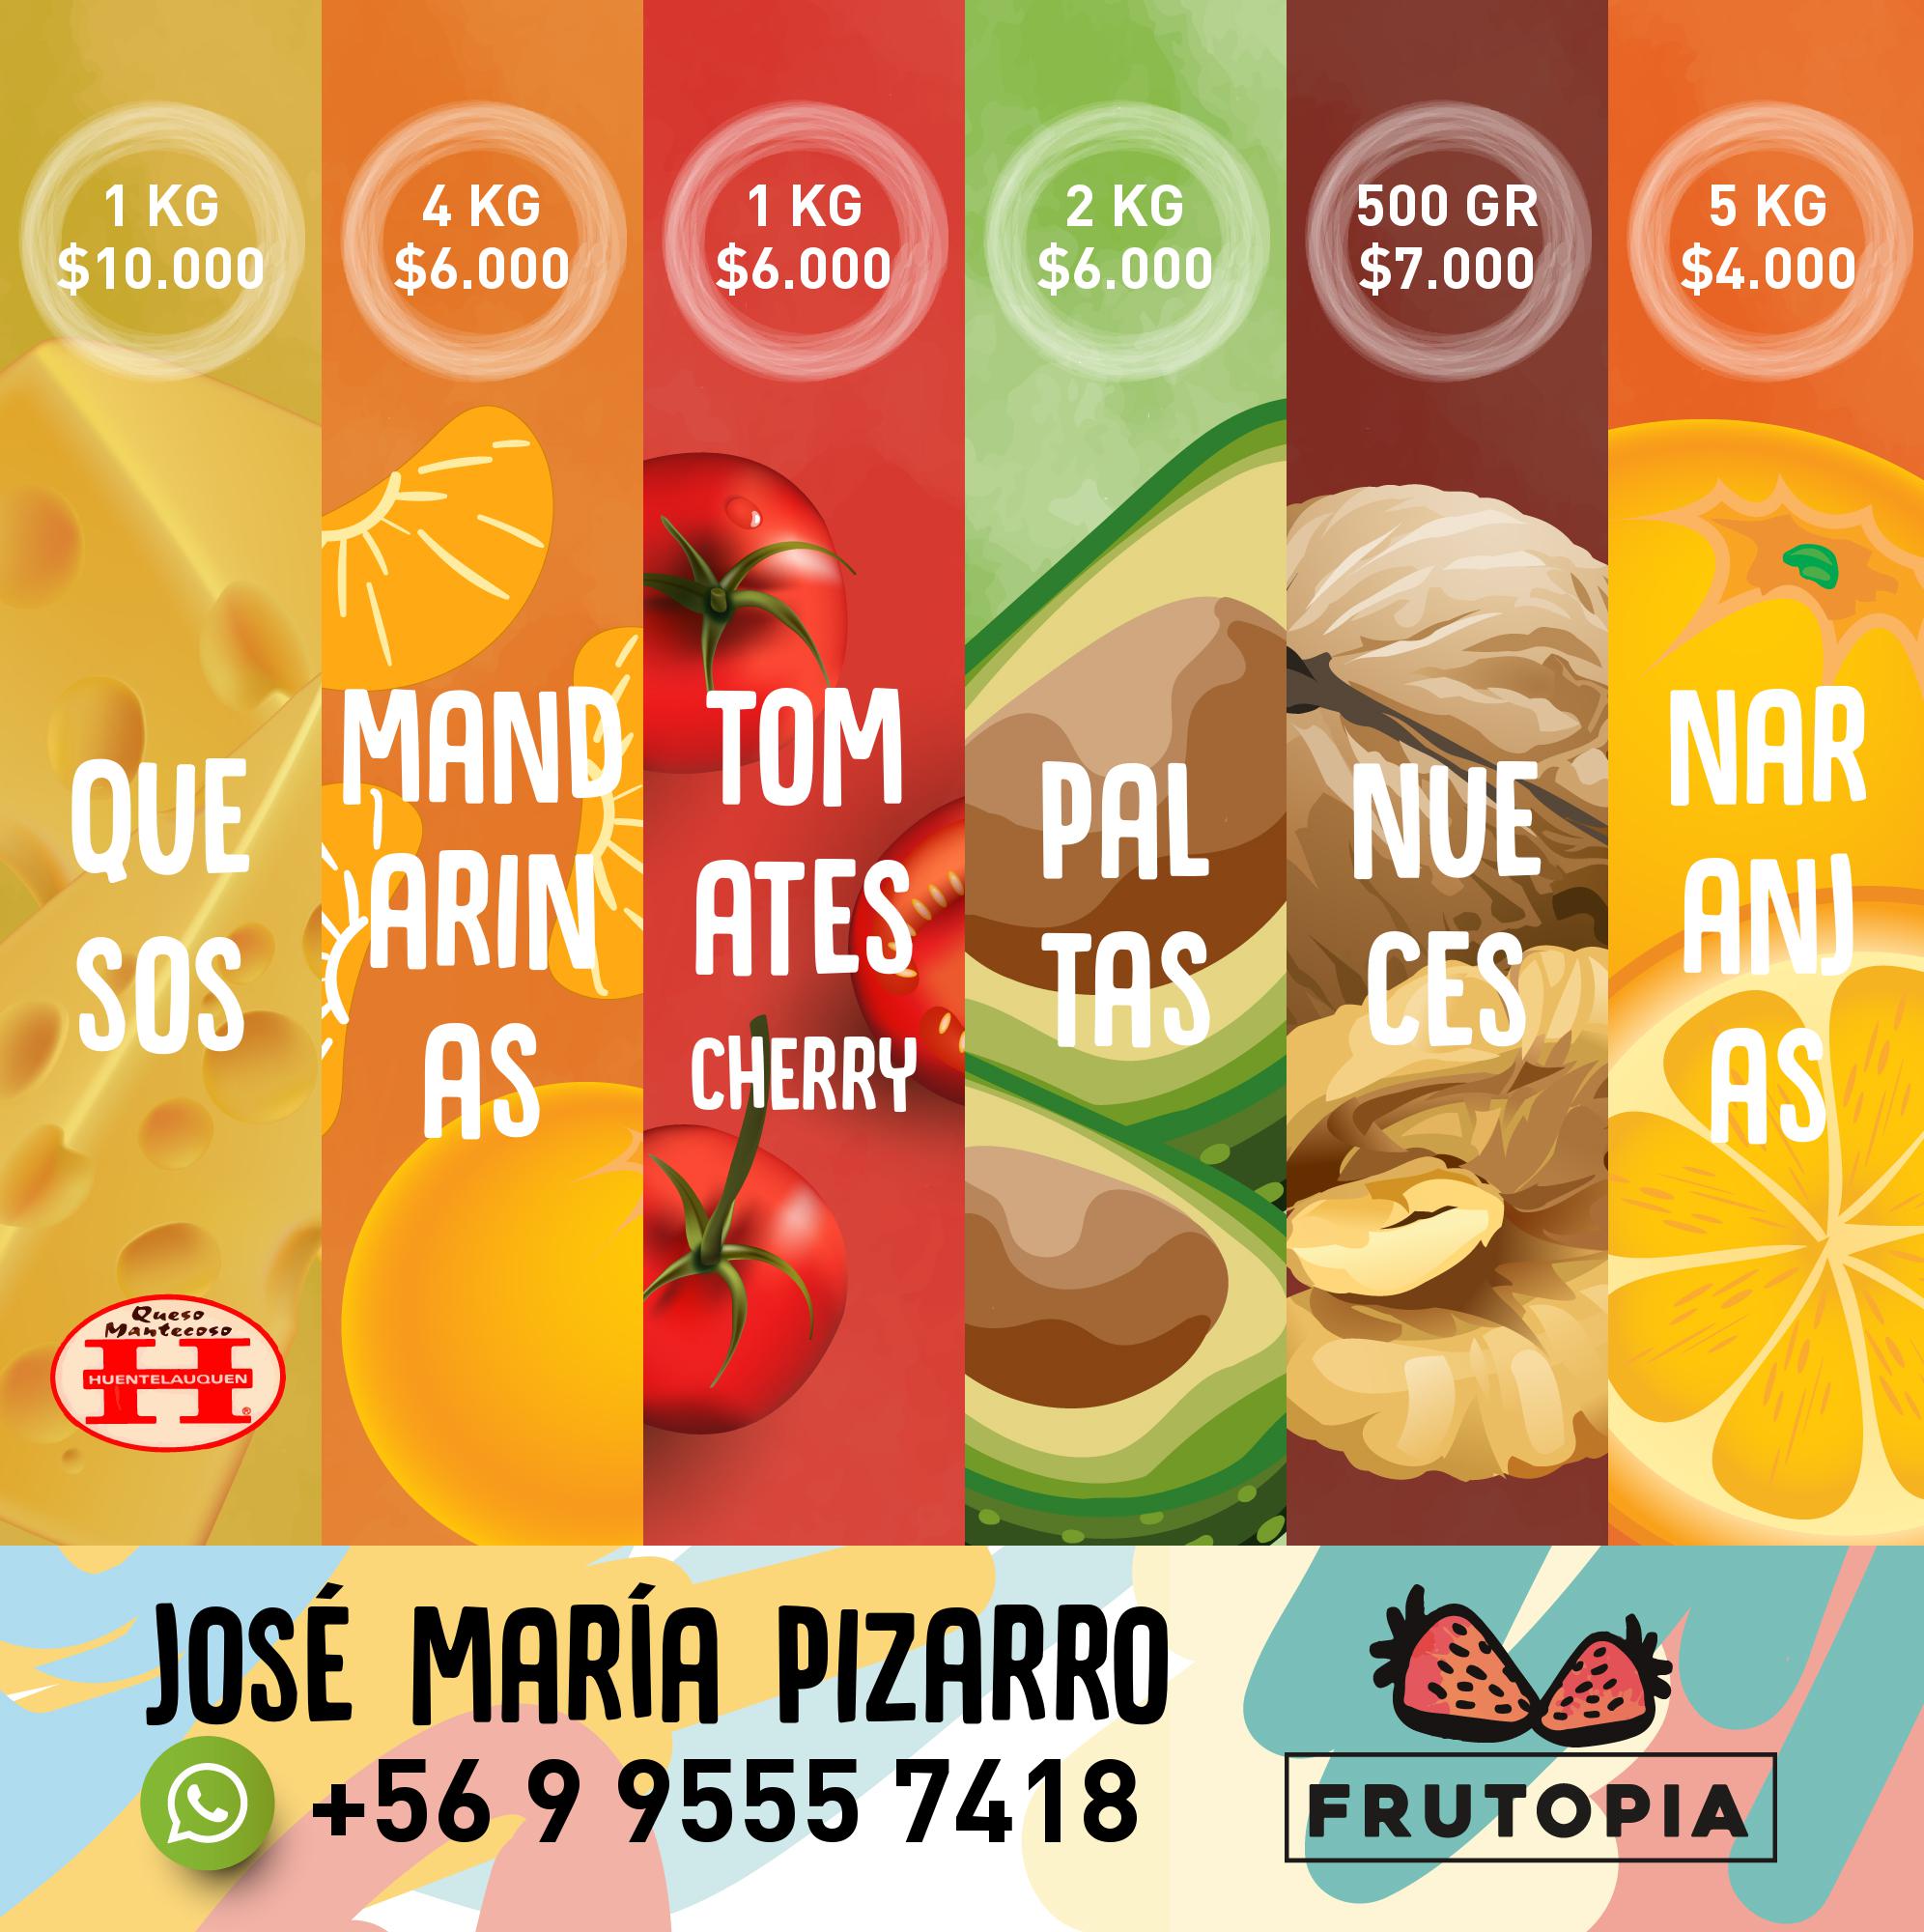 1 KG
$10.000
QUE
SOS
Queso
Mantecoso
H
HUENTELAUQUEN
®
4 KG
$6.000
MAND
ARIN
AS
1 KG
$6.000
TOM
ATES
CHERRY
2 KG
$6.000
PAL
TAS
500 GR
$7.000
NUE
CES
5 KG
$4.000
NAR
ANJ
AS
JOSÉ MARÍA PIZARRO
+56 9 9555 7418
FRUTOPIA